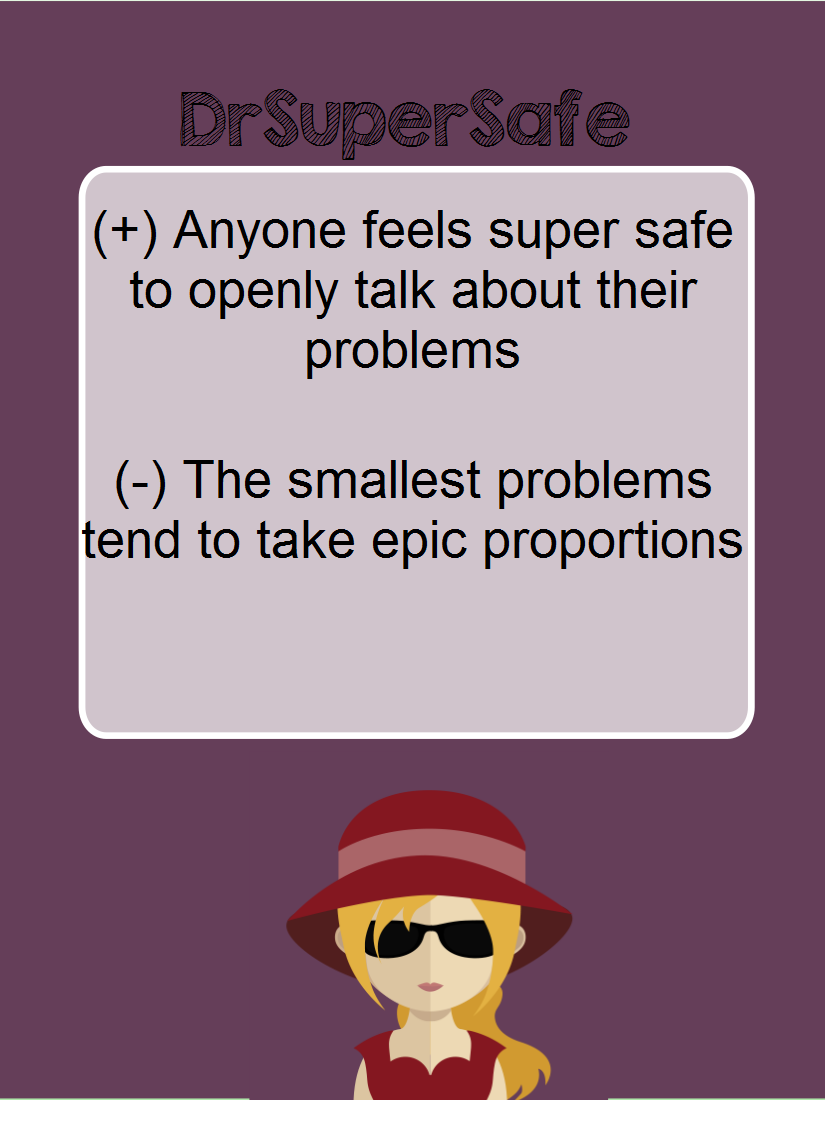 DrSuperSafe
(+) Anyone feels super safe
to openly talk about their
problems
(-) The smallest problems
tend to take epic proportions